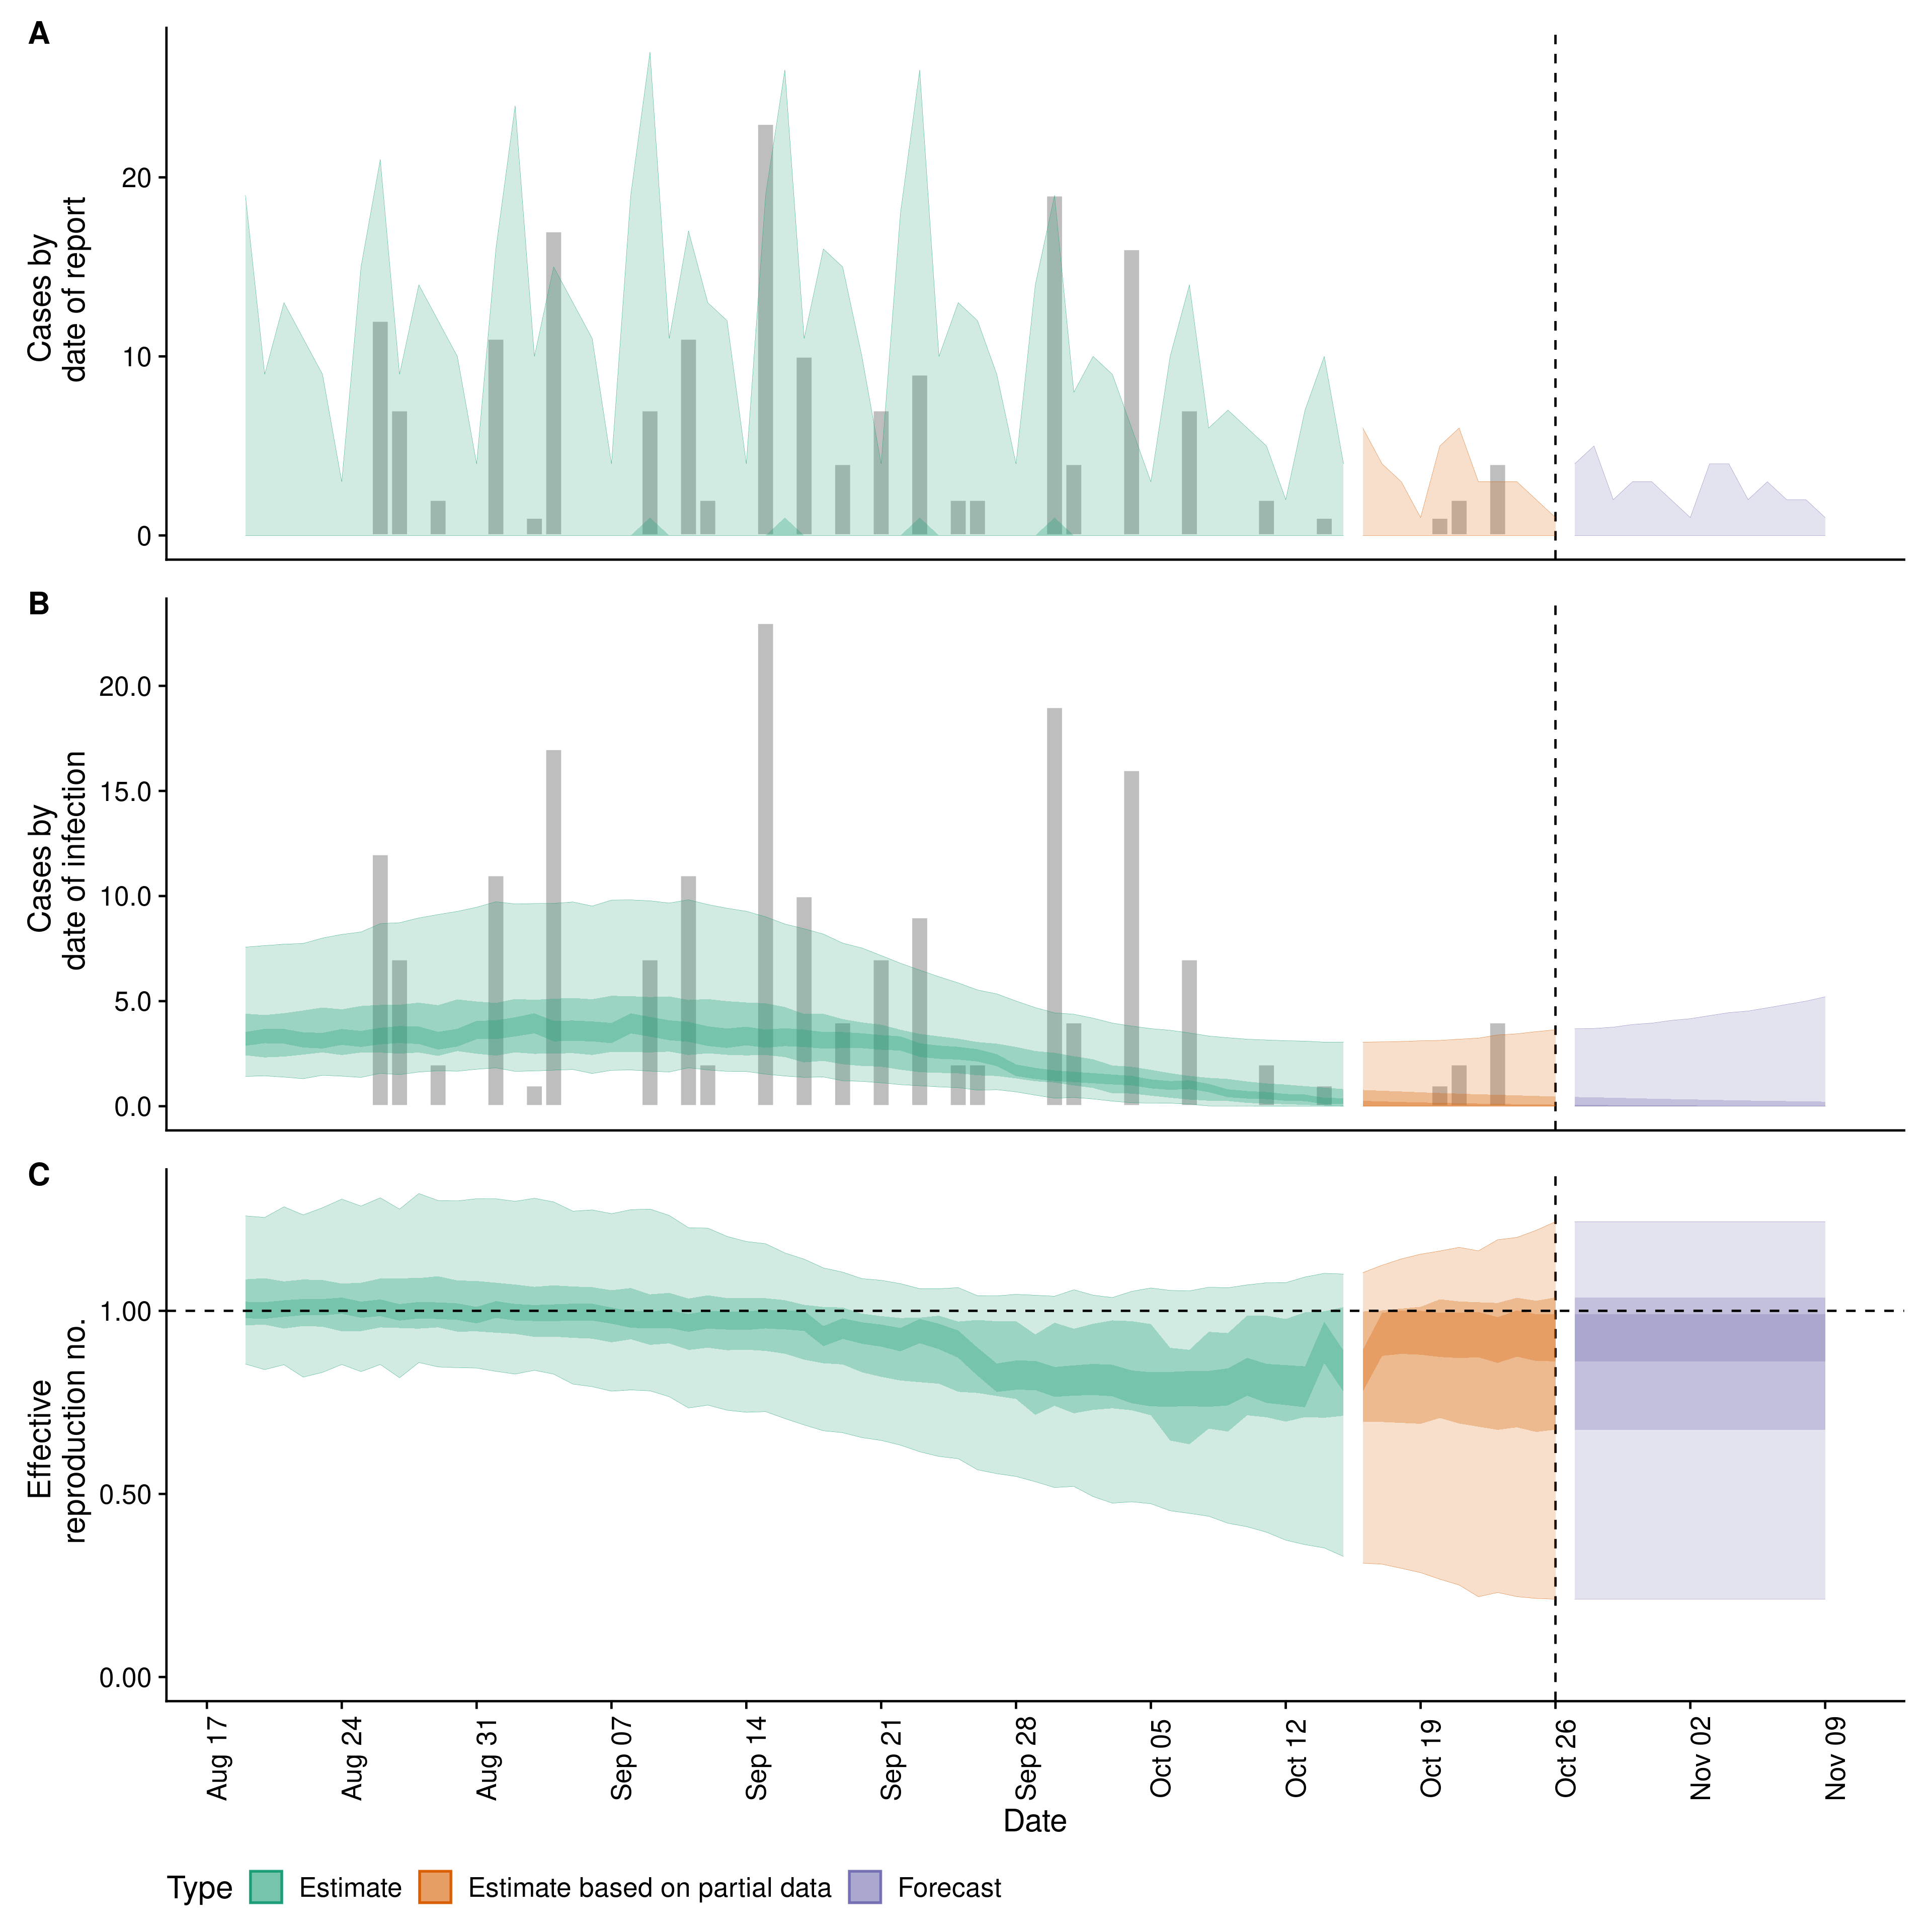 A
Cases by
date of report
20
10
0
B
Cases by
date of infection
20.0
15.0
10.0
5.0
0.0
C
Effective
reproduction no.
1.00
0.50
0.00
Aug 17
Aug 24
Aug 31
Sep 07
Sep 14
Sep 21
Sep 28
Oct 05
Oct 12
Oct 19
Oct 26
Nov 02
Nov 09
Date
Type Estimate Estimate based on partial data Forecast